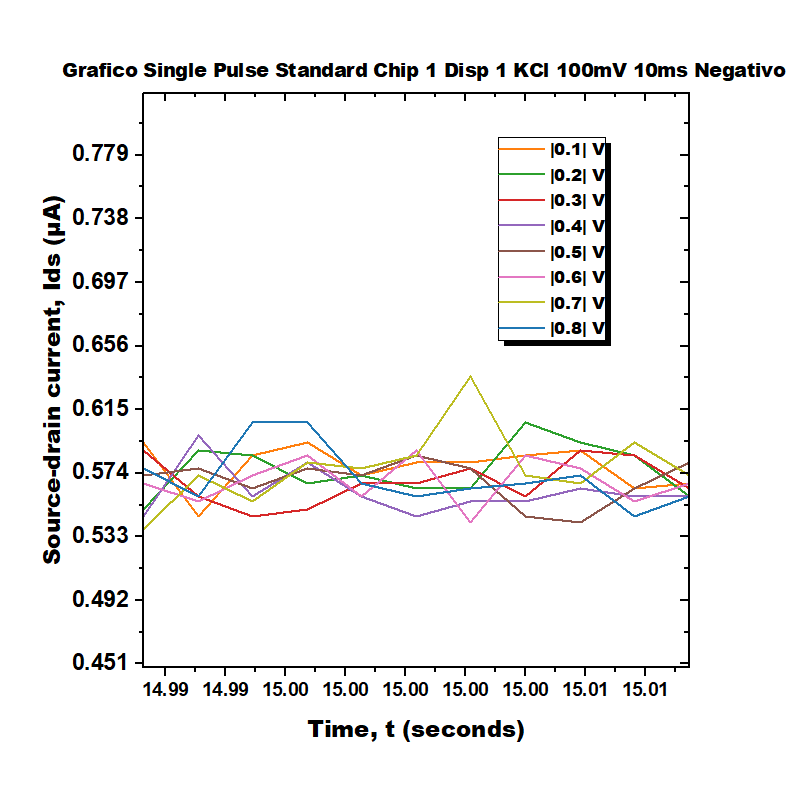 Grafico Single Pulse Standard Chip 1 Disp 1 KCl 100mV 10ms Negativo
|0.1| V
|0.2| V
|0.3| V
|0.4| V
|0.5| V
|0.6| V
|0.7| V
|0.8| V
Source-drain current, Ids (μA)
0.779
0.738
0.697
0.656
0.615
0.574
0.533
0.492
0.451
14.99 14.99 15.00 15.00 15.00 15.00 15.00 15.01 15.01
Time, t (seconds)